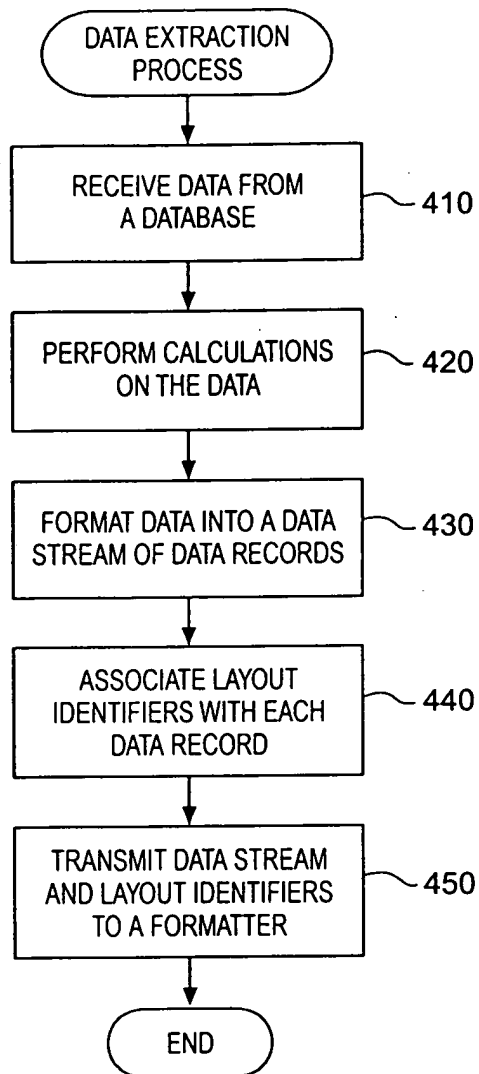 DATA EXTRACTION
PROCESS
RECEIVE DATA FROM
A DATABASE
410
PERFORM CALCULATIONS
ON THE DATA
420
FORMAT DATA INTO A DATA
STREAM OF DATA RECORDS
430
ASSOCIATE LAYOUT
IDENTIFIERS WITH EACH
DATA RECORD
440
TRANSMIT DATA STREAM
AND LAYOUT IDENTIFIERS
TO A FORMATTER
450
END